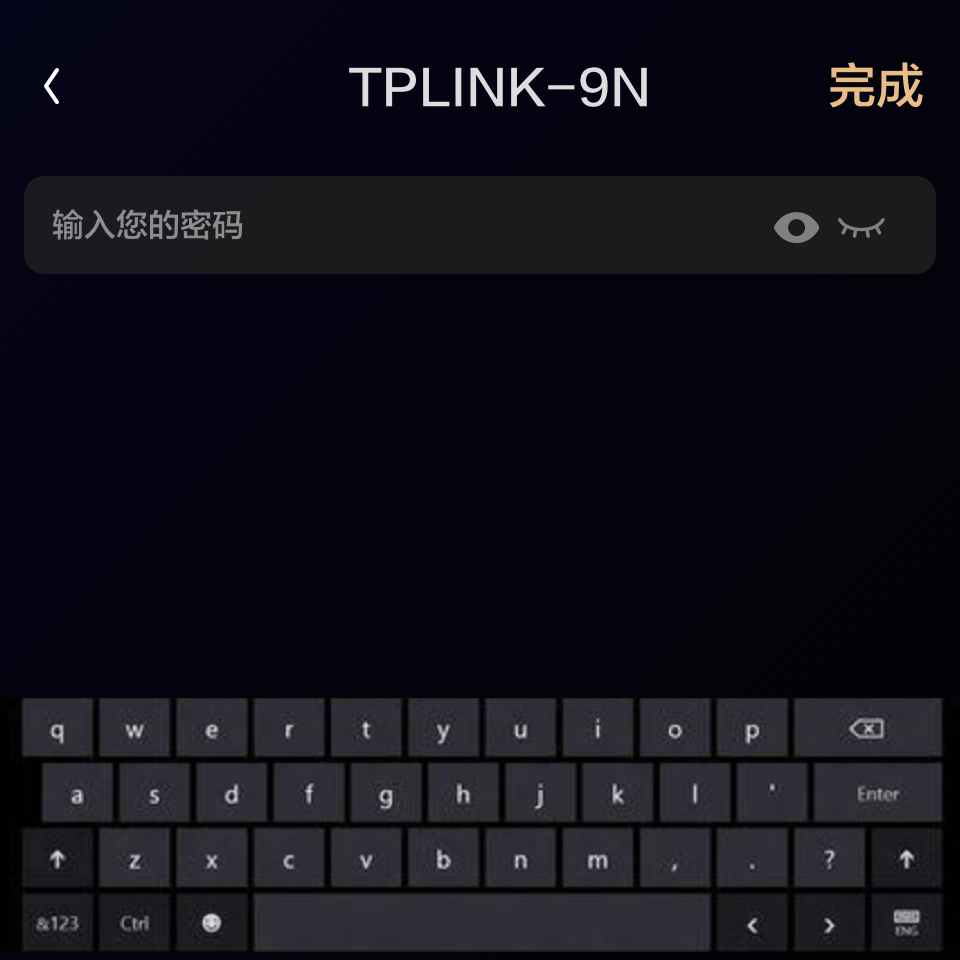 TPLINK-9N 完成
输入您的密码
q w e r t y u i o p
a s d f g h j k l ' Enter
z x c v b n m , . ?
&123 Ctrl < > ENG